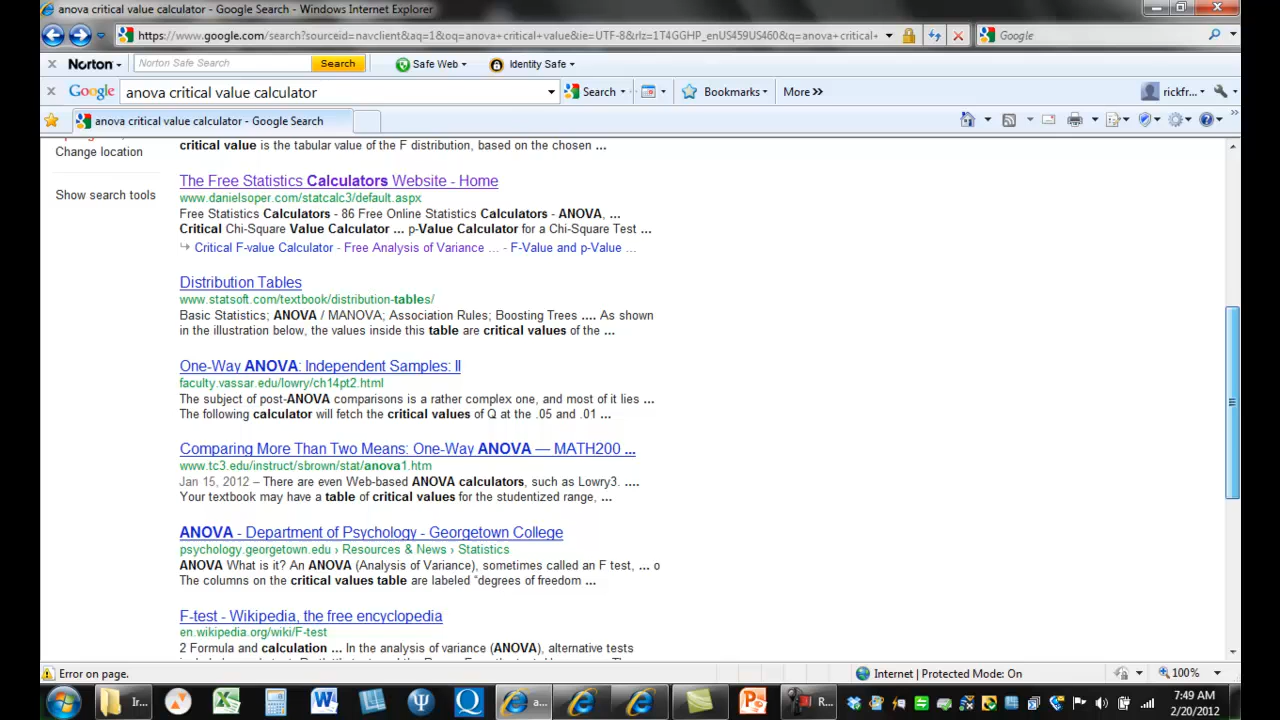 anova critical value calculator - Google Search - Windows Internet Explorer
https://www.google.com/search?sourceid=navclient&aq=1&oq=anova+critical+value&ie=UTF-8&rlz=1T4GGHP_enUS459US460&q=anova+critical+
Google
Norton
Norton Safe Search
Search
Safe Web
Identity Safe
Google
anova critical value calculator
Search
Bookmarks
More >>
rickfr...
anova critical value calculator - Google Search
Change location
Show search tools
critical value is the tabular value of the F distribution, based on the chosen ...
The Free Statistics Calculators Website - Home
www.danielsoper.com/statcalc3/default.aspx
Free Statistics Calculators - 86 Free Online Statistics Calculators - ANOVA, ...
Critical Chi-Square Value Calculator ... p-Value Calculator for a Chi-Square Test ...
Critical F-value Calculator - Free Analysis of Variance ... - F-Value and p-Value ...
Distribution Tables
www.statsoft.com/textbook/distribution-tables/
Basic Statistics; ANOVA / MANOVA; Association Rules; Boosting Trees .... As shown
in the illustration below, the values inside this table are critical values of the ...
One-Way ANOVA: Independent Samples: II
faculty.vassar.edu/lowry/ch14pt2.html
The subject of post-ANOVA comparisons is a rather complex one, and most of it lies ...
The following calculator will fetch the critical values of Q at the .05 and .01 ...
Comparing More Than Two Means: One-Way ANOVA — MATH200 ...
www.tc3.edu/instruct/sbrown/stat/anova1.htm
Jan 15, 2012 – There are even Web-based ANOVA calculators, such as Lowry3. ....
Your textbook may have a table of critical values for the studentized range, ...
ANOVA - Department of Psychology - Georgetown College
psychology.georgetown.edu › Resources & News › Statistics
ANOVA What is it? An ANOVA (Analysis of Variance), sometimes called an F test, ... o
The columns on the critical values table are labeled "degrees of freedom ...
F-test - Wikipedia, the free encyclopedia
en.wikipedia.org/wiki/F-test
2 Formula and calculation ... In the analysis of variance (ANOVA), alternative tests
Error on page.
Internet | Protected Mode: On
100%
Ir...
a...
R...
7:49 AM
2/20/2012